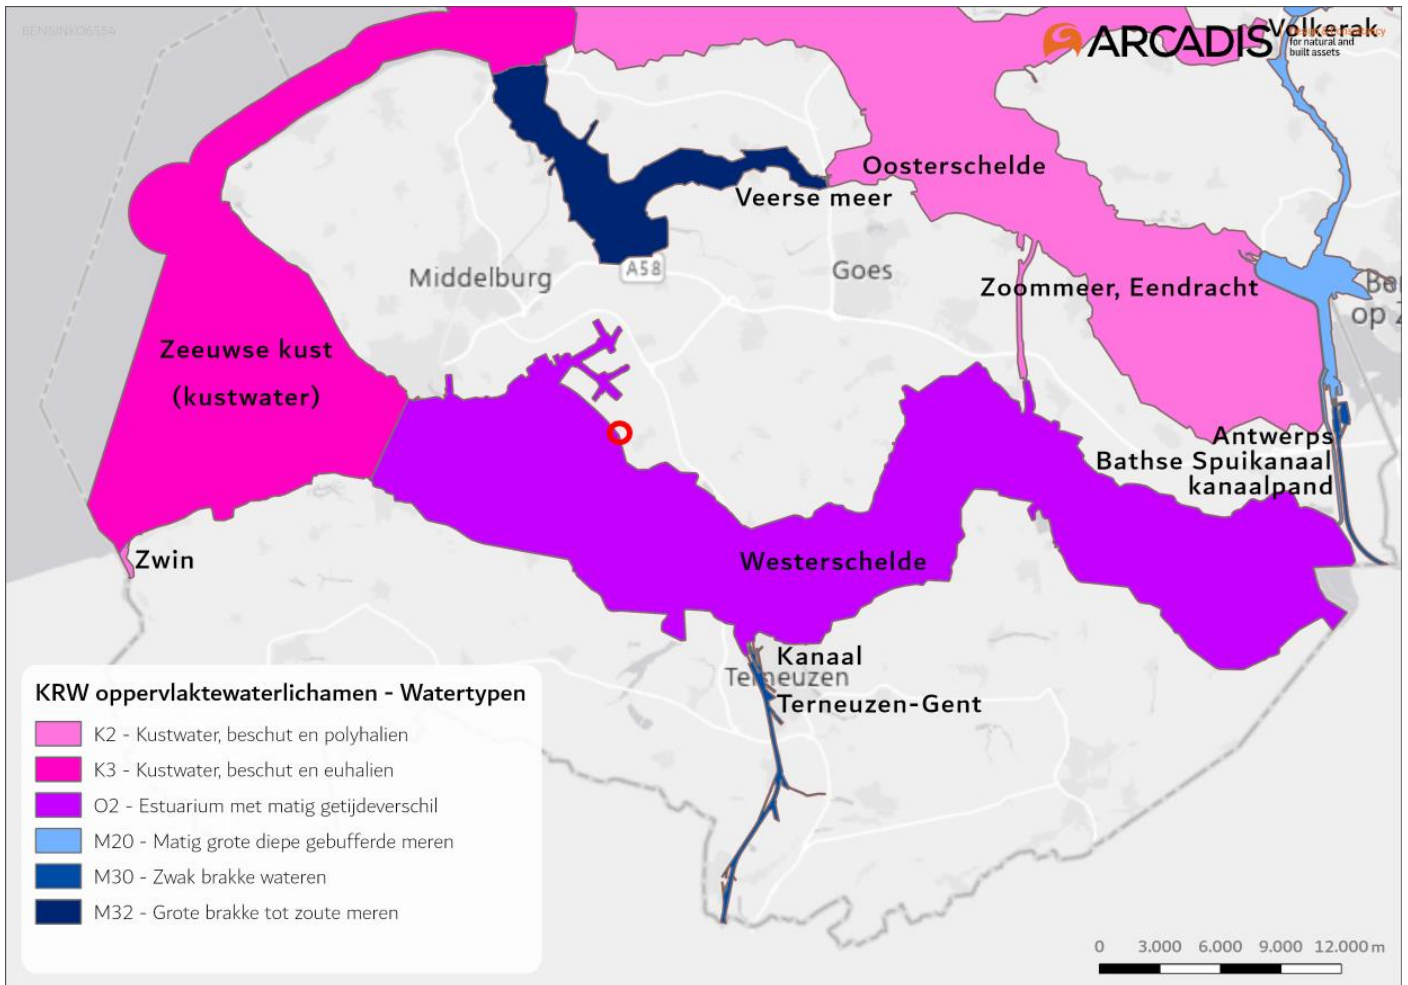 BENSINK06554
ARCADIS
Volkerak
for natural and
built assets
Oosterschelde
Veerse meer
A58
Middelburg
Goes
Zoommeer, Eendracht
op
Zeeuwse kust
(kustwater)
Antwerps
Bathse Spuikanaal
kanaalpand
Zwin
Westerschelde
Kanaal
Terneuzen
Terneuzen-Gent
KRW oppervlaktewaterlichamen - Watertypen
K2 - Kustwater, beschut en polyhalien
K3 - Kustwater, beschut en euhalien
O2 - Estuarium met matig getijdeverschil
M20 - Matig grote diepe gebufferde meren
M30 - Zwak brakke wateren
M32 - Grote brakke tot zoute meren
0 3.000 6.000 9.000 12.000 m